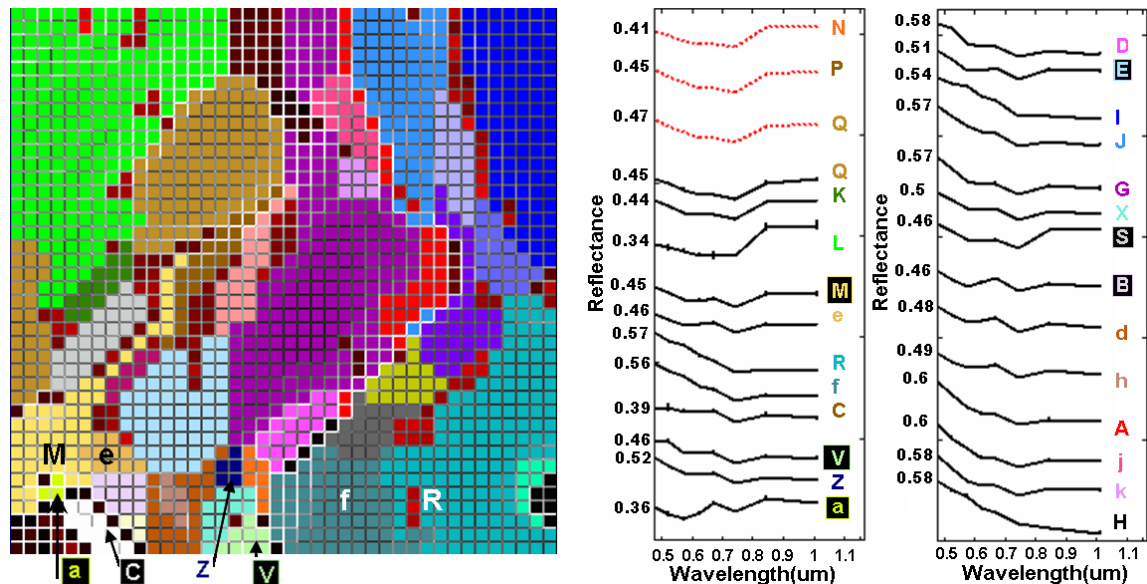 M
e
f
R
a
C
Z
V
Reflectance
0.41
N
0.45
P
0.47
Q
0.45
Q
0.44
K
0.34
L
0.45
M
0.46
e
0.57
R
0.56
f
0.39
C
0.46
V
0.52
Z
0.36
a
0.5 0.6 0.7 0.8 0.9 1 1.1
Wavelength(um)
Reflectance
0.58
D
0.51
E
0.54
I
0.57
J
0.57
G
0.5
X
0.46
S
0.46
B
0.48
d
0.49
h
0.6
A
0.6
j
0.58
k
0.58
H
0.5 0.6 0.7 0.8 0.9 1 1.1
Wavelength(um)